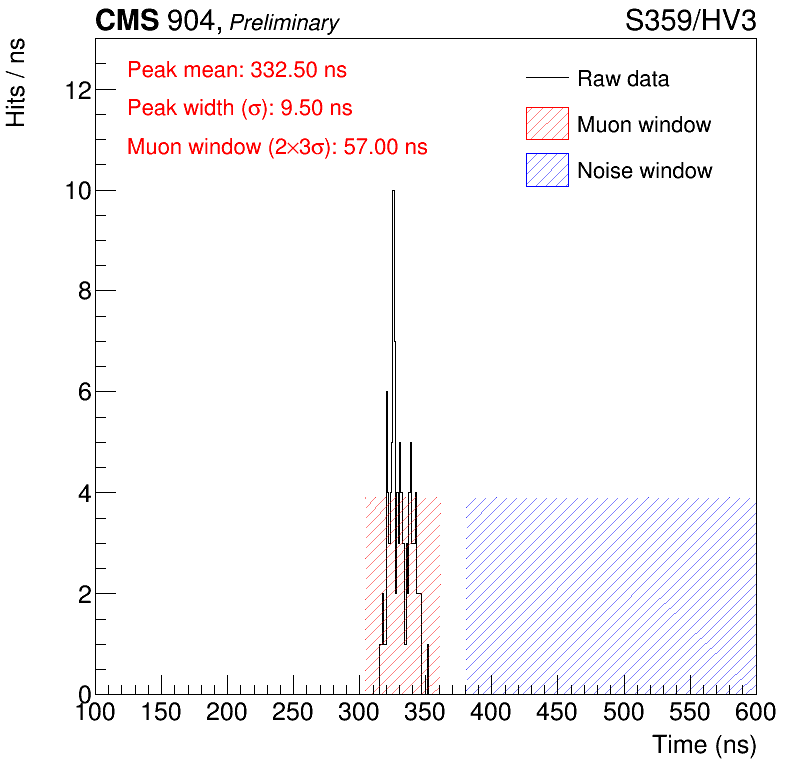 CMS 904, Preliminary S359/HV3
Hits / ns
Peak mean: 332.50 ns
Peak width (σ): 9.50 ns
Muon window (2×3σ): 57.00 ns
Raw data
Muon window
Noise window
12
10
8
6
4
2
0
100 150 200 250 300 350 400 450 500 550 600
Time (ns)